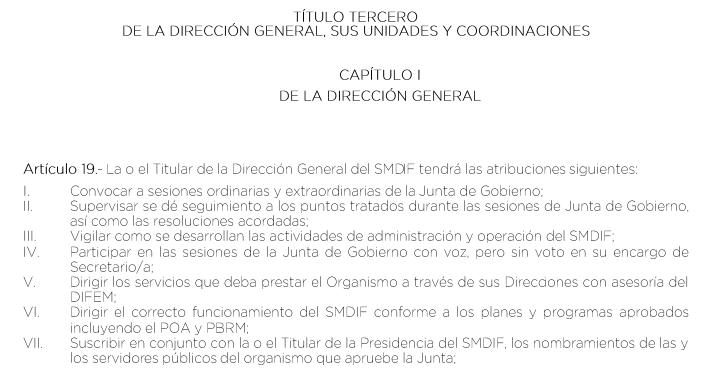 TÍTULO TERCERO
DE LA DIRECCIÓN GENERAL, SUS UNIDADES Y COORDINACIONES
CAPÍTULO I
DE LA DIRECCIÓN GENERAL
Artículo 19.- La o el Titular de la Dirección General del SMDIF tendrá las atribuciones siguientes:
I. Convocar a sesiones ordinarias y extraordinarias de la Junta de Gobierno;
II. Supervisar se dé seguimiento a los puntos tratados durante las sesiones de Junta de Gobierno,
así como las resoluciones acordadas;
III. Vigilar como se desarrollan las actividades de administración y operación del SMDIF;
IV. Participar en las sesiones de la Junta de Gobierno con voz, pero sin voto en su encargo de
Secretario/a;
V. Dirigir los servicios que deba prestar el Organismo a través de sus Direcciones con asesoría del
DIFEM;
VI. Dirigir el correcto funcionamiento del SMDIF conforme a los planes y programas aprobados
incluyendo el POA y PBRM;
VII. Suscribir en conjunto con la o el Titular de la Presidencia del SMDIF, los nombramientos de las y
los servidores públicos del organismo que apruebe la Junta;